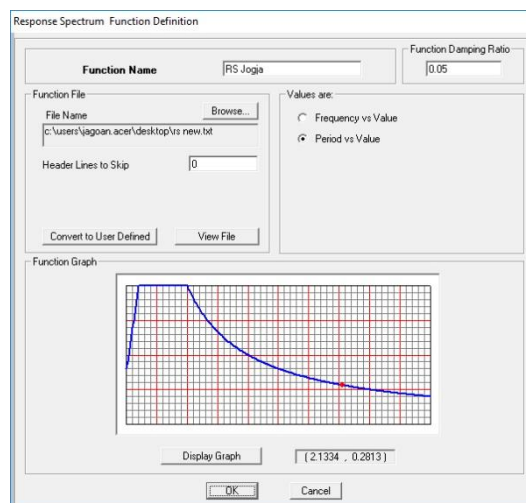 Response Spectrum Function Definition
Function Damping Ratio
Function Name
RS Jogja
0.05
Function File
Values are:
File Name
Browse...
c:\users\jagoan.acer\desktop\rs new.txt
Frequency vs Value
Period vs Value
Header Lines to Skip
0
Convert to User Defined
View File
Function Graph
Display Graph
( 2.1334 , 0.2813 )
OK
Cancel